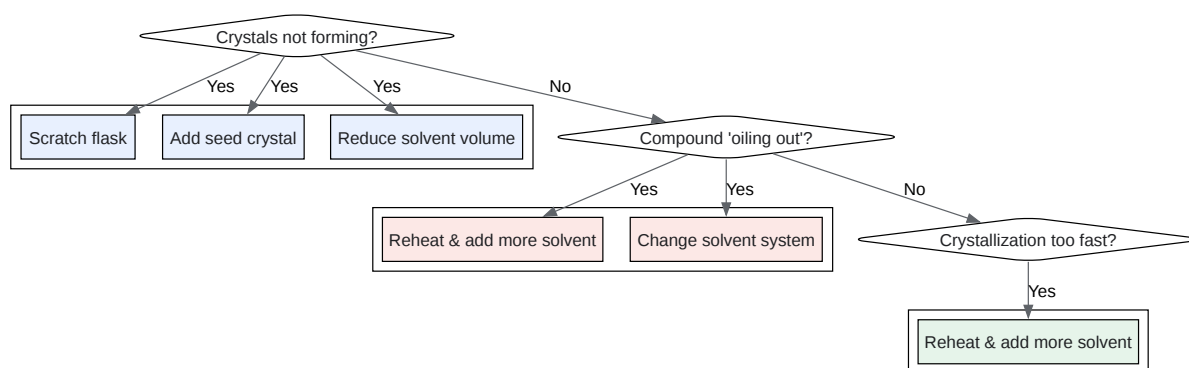 Crystals not forming?
Yes
Yes
Yes
No
Scratch flask
Add seed crystal
Reduce solvent volume
Compound 'oiling out'?
Yes
Yes
No
Reheat & add more solvent
Change solvent system
Crystallization too fast?
Yes
Reheat & add more solvent